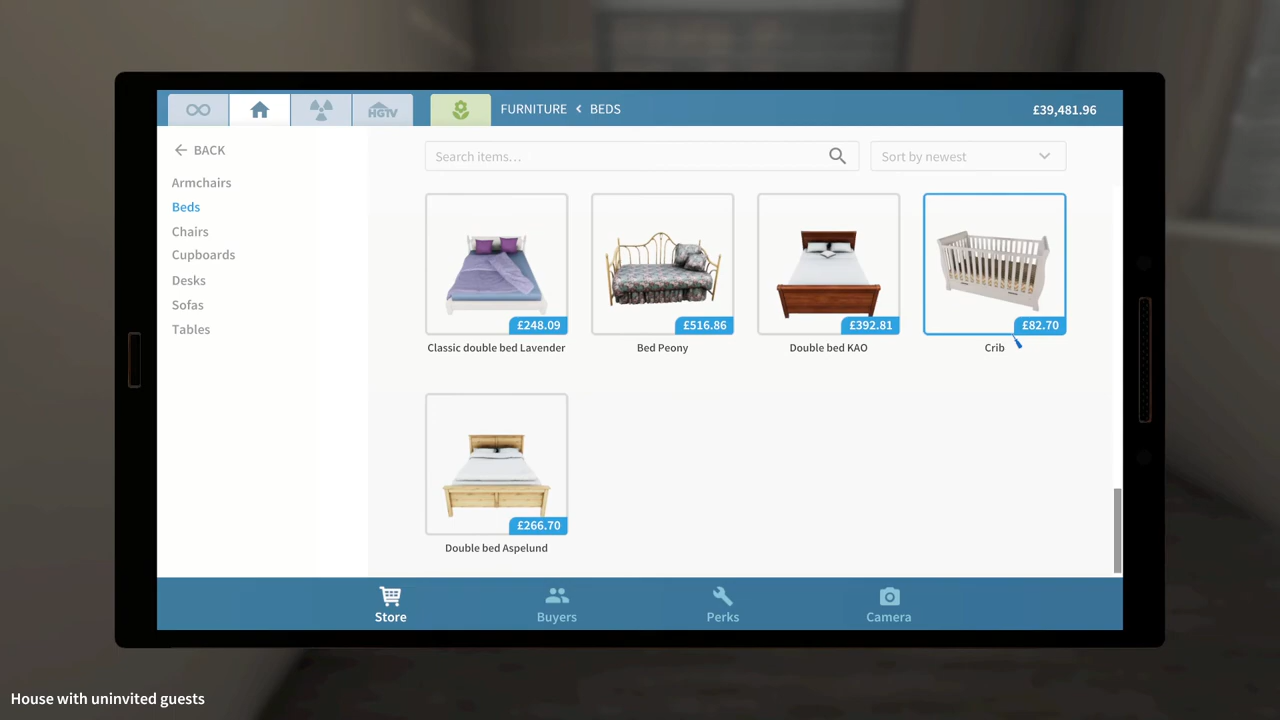 HGTV
FURNITURE < BEDS
£39,481.96
BACK
Search items...
Sort by newest
Armchairs
Beds
Chairs
Cupboards
Desks
Sofas
Tables
£248.09
£516.86
£392.81
£82.70
Classic double bed Lavender
Bed Peony
Double bed KAO
Crib
£266.70
Double bed Aspelund
Store
Buyers
Perks
Camera
House with uninvited guests